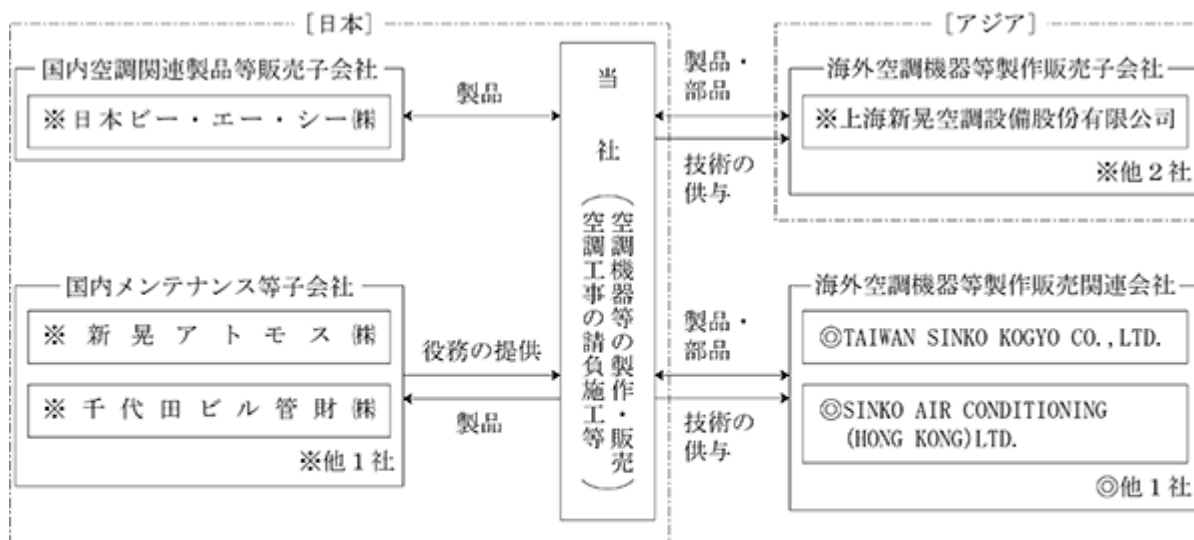 ［日本］
国内空調関連製品等販売子会社
※日本ビー・エー・シー㈱
製品
国内メンテナンス等子会社
※新晃アトモス㈱
※千代田ビル管財㈱
※他１社
役務の提供
製品
当社
空調機器等の製作・販売
空調工事の請負施工等
製品・
部品
技術の
供与
製品・
部品
技術の
供与
［アジア］
海外空調機器等製作販売子会社
※上海新晃空調設備股份有限公司
※他２社
海外空調機器等製作販売関連会社
◎TAIWAN SINKO KOGYO CO.,LTD.
◎SINKO AIR CONDITIONING
(HONG KONG)LTD.
◎他１社